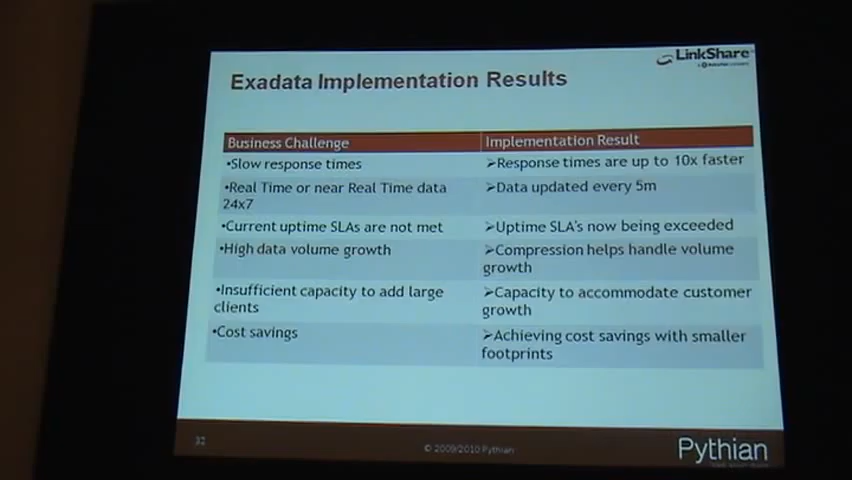 LinkShare
Exadata Implementation Results
Business Challenge
Implementation Result
•Slow response times
➢Response times are up to 10x faster
•Real Time or near Real Time data
24x7
➢Data updated every 5m
•Current uptime SLAs are not met
➢Uptime SLA's now being exceeded
•High data volume growth
➢Compression helps handle volume
growth
•Insufficient capacity to add large
clients
➢Capacity to accommodate customer
growth
•Cost savings
➢Achieving cost savings with smaller
footprints
32
© 2009/2010 Pythian
Pythian